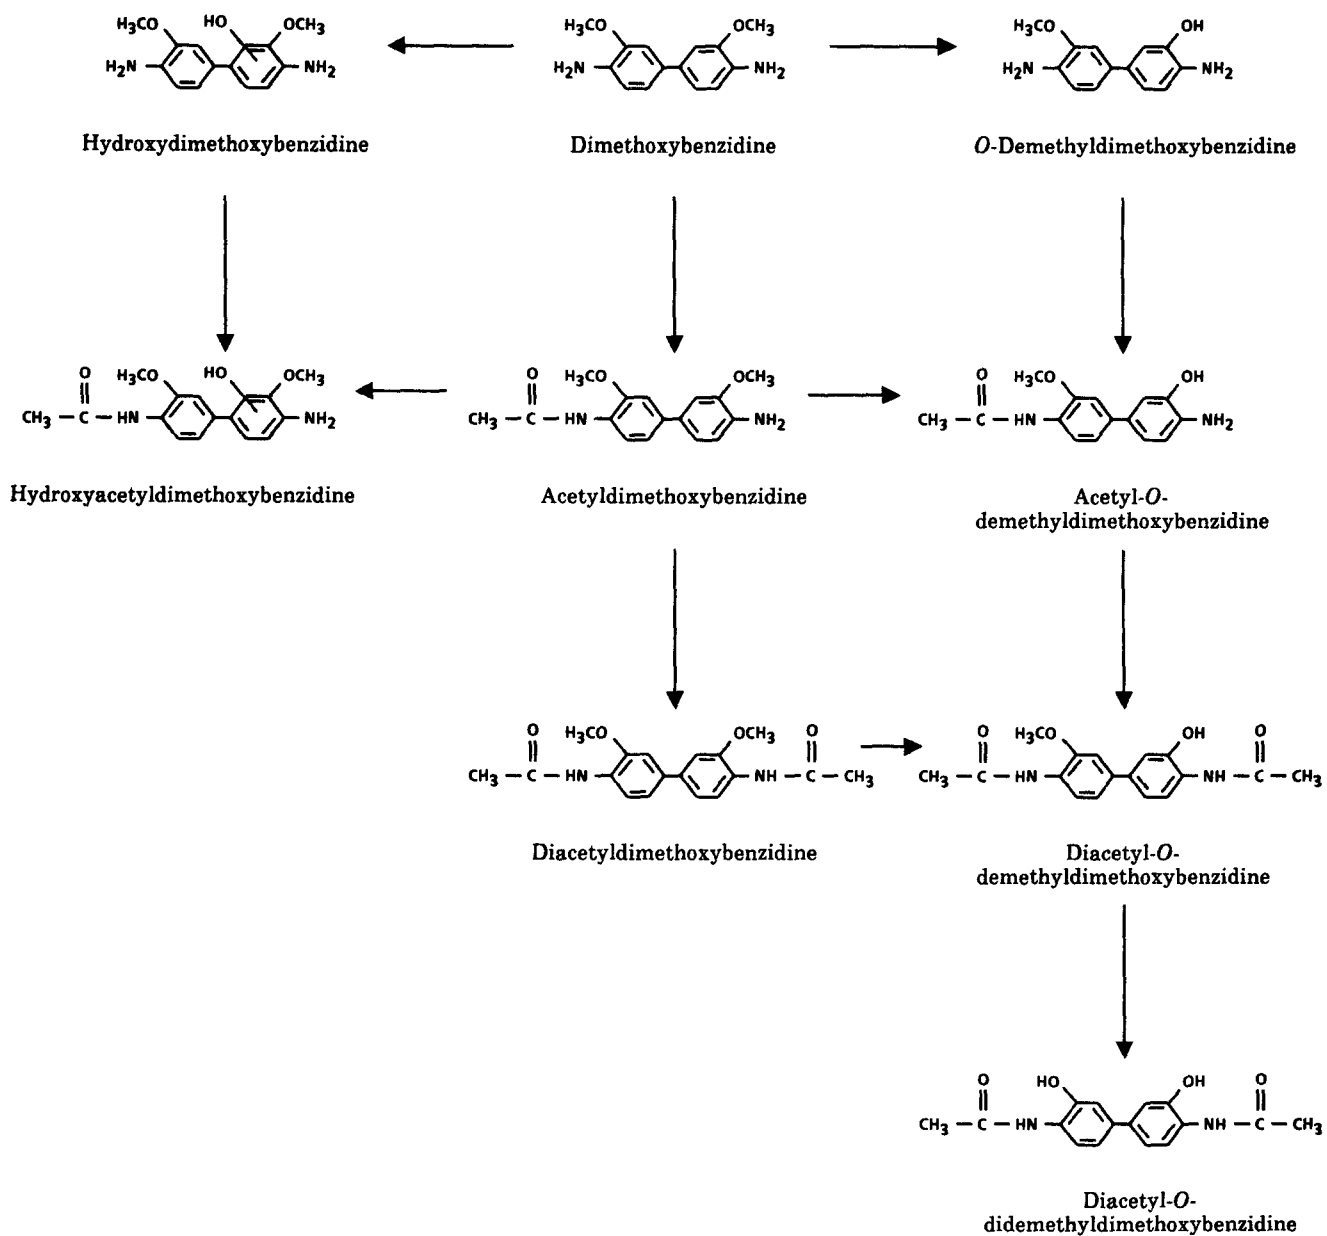 H₃CO HO OCH₃
H₂N NH₂
Hydroxydimethoxybenzidine
H₃CO OCH₃
H₂N NH₂
Dimethoxybenzidine
H₃CO OH
H₂N NH₂
O-Demethyldimethoxybenzidine
O H₃CO HO OCH₃
CH₃ C HN NH₂
Hydroxyacetyldimethoxybenzidine
O H₃CO OCH₃
CH₃ C HN NH₂
Acetyldimethoxybenzidine
O H₃CO OH
CH₃ C HN NH₂
Acetyl-O-
demethyldimethoxybenzidine
O H₃CO OCH₃ O
CH₃ C HN NH C CH₃
Diacetyldimethoxybenzidine
O H₃CO OH O
CH₃ C HN NH C CH₃
Diacetyl-O-
demethyldimethoxybenzidine
O HO OH O
CH₃ C HN NH C CH₃
Diacetyl-O-
didemethyldimethoxybenzidine